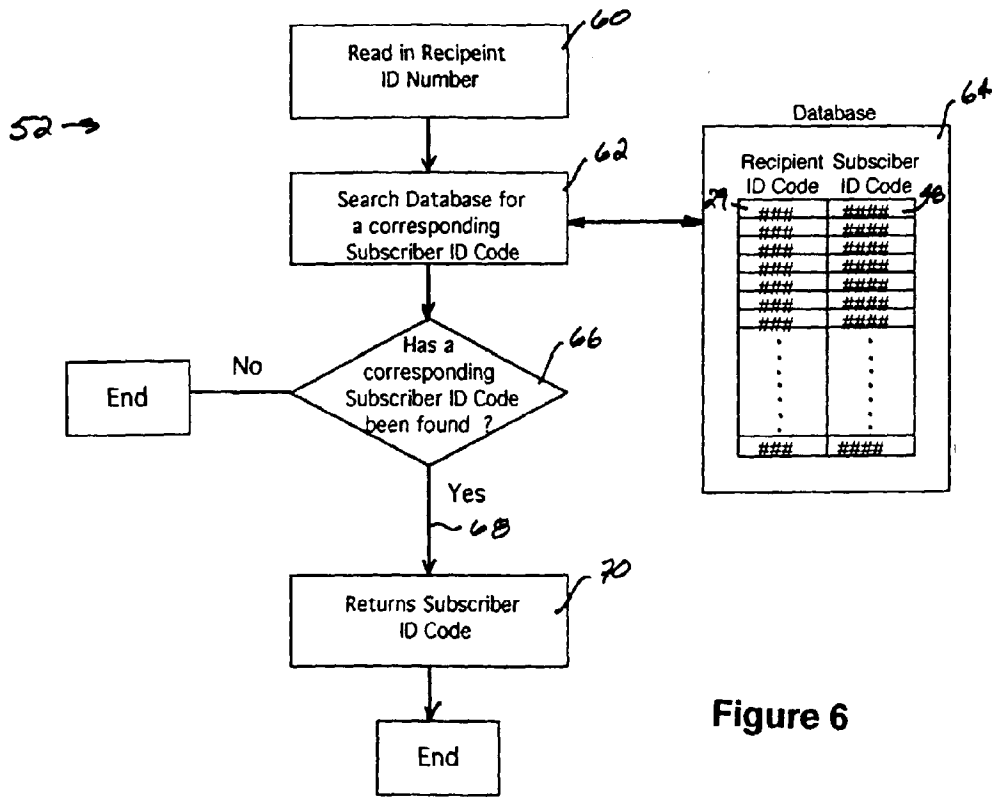 60
Read in Recipeint
ID Number
52
62
Search Database for
a corresponding
Subscriber ID Code
64
Database
Recipient Subsciber
ID Code ID Code
29 ### #### 48
### ####
### ####
### ####
### ####
### ####
### ####
### ####
66
Has a
corresponding
Subscriber ID Code
been found ?
No
End
Yes
68
70
Returns Subscriber
ID Code
End
Figure 6